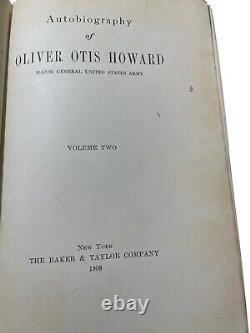 Autobiography
of
OLIVER OTIS HOWARD
MAJOR GENERAL UNITED STATES ARMY
VOLUME TWO
NEW YORK
THE BAKER & TAYLOR COMPANY
1908